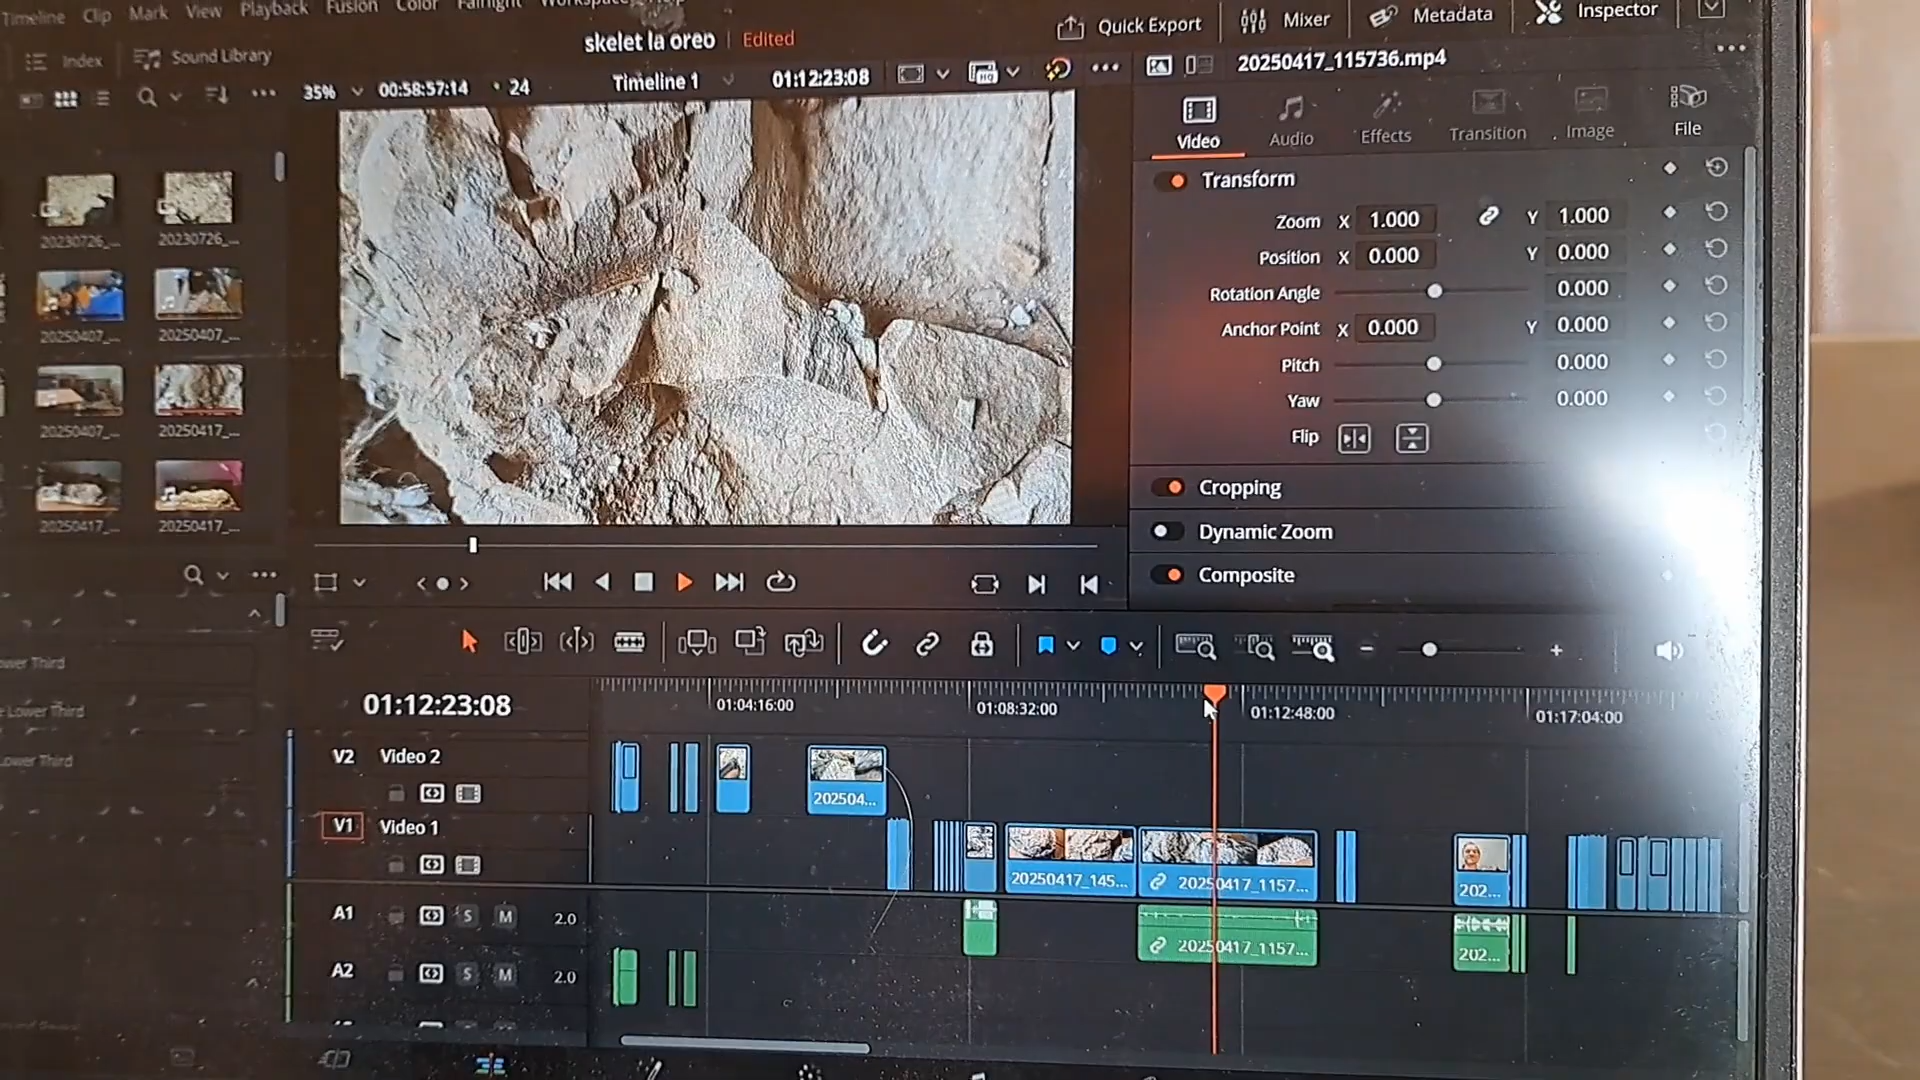 Timeline Clip Mark View Playback Fusion Color Fairlight
Index Sound Library
skelet la oreo Edited
Quick Export Mixer Metadata Inspector
35% 00:58:57:14 24 Timeline 1 01:12:23:08
20250417_115736.mp4
Video Audio Effects Transition Image File
20230726_... 20230726_...
20250407_... 20250407_...
20250407_... 20250417_...
20250417_... 20250417_...
Transform
Zoom X 1.000 Y 1.000
Position X 0.000 Y 0.000
Rotation Angle 0.000
Anchor Point X 0.000 Y 0.000
Pitch 0.000
Yaw 0.000
Flip
Cropping
Dynamic Zoom
Composite
Lower Third
01:12:23:08
01:04:16:00 01:08:32:00 01:12:48:00 01:17:04:00
V2 Video 2
202504...
V1 Video 1
20250417_145... 20250417_1157... 202...
A1 S M 2.0
20250417_1157... 202...
A2 S M 2.0